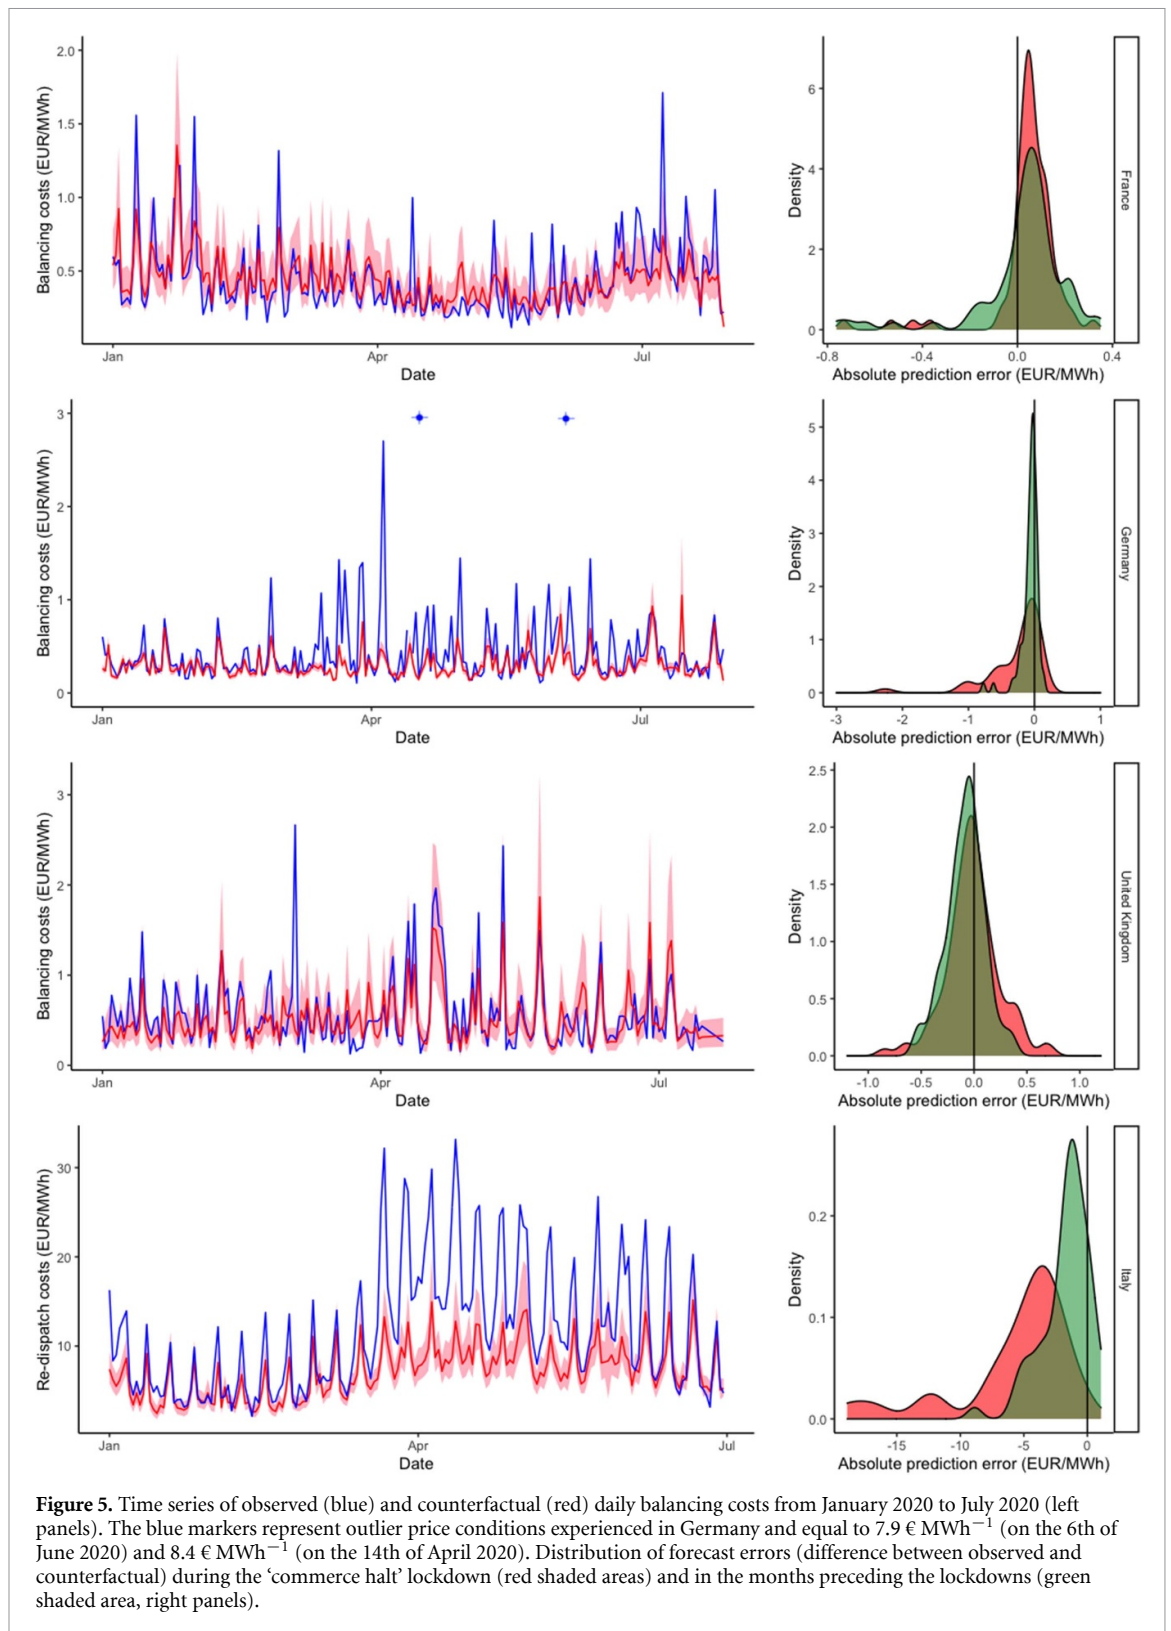 2.0
1.5
1.0
0.5
Balancing costs (EUR/MWh)
Jan
Apr
Jul
Date
6
4
2
0
Density
-0.8
-0.4
0.0
0.4
Absolute prediction error (EUR/MWh)
France
3
2
1
0
Balancing costs (EUR/MWh)
Jan
Apr
Jul
Date
5
4
3
2
1
0
Density
-3
-2
-1
0
1
Absolute prediction error (EUR/MWh)
Germany
3
2
1
0
Balancing costs (EUR/MWh)
Jan
Apr
Jul
Date
2.5
2.0
1.5
1.0
0.5
0.0
Density
-1.0
-0.5
0.0
0.5
1.0
Absolute prediction error (EUR/MWh)
United Kingdom
30
20
10
Re-dispatch costs (EUR/MWh)
Jan
Apr
Jul
Date
0.2
0.1
0.0
Density
-15
-10
-5
0
Absolute prediction error (EUR/MWh)
Italy
Figure 5. Time series of observed (blue) and counterfactual (red) daily balancing costs from January 2020 to July 2020 (left
panels). The blue markers represent outlier price conditions experienced in Germany and equal to 7.9 € MWh−1 (on the 6th of
June 2020) and 8.4 € MWh−1 (on the 14th of April 2020). Distribution of forecast errors (difference between observed and
counterfactual) during the ‘commerce halt’ lockdown (red shaded areas) and in the months preceding the lockdowns (green
shaded area, right panels).